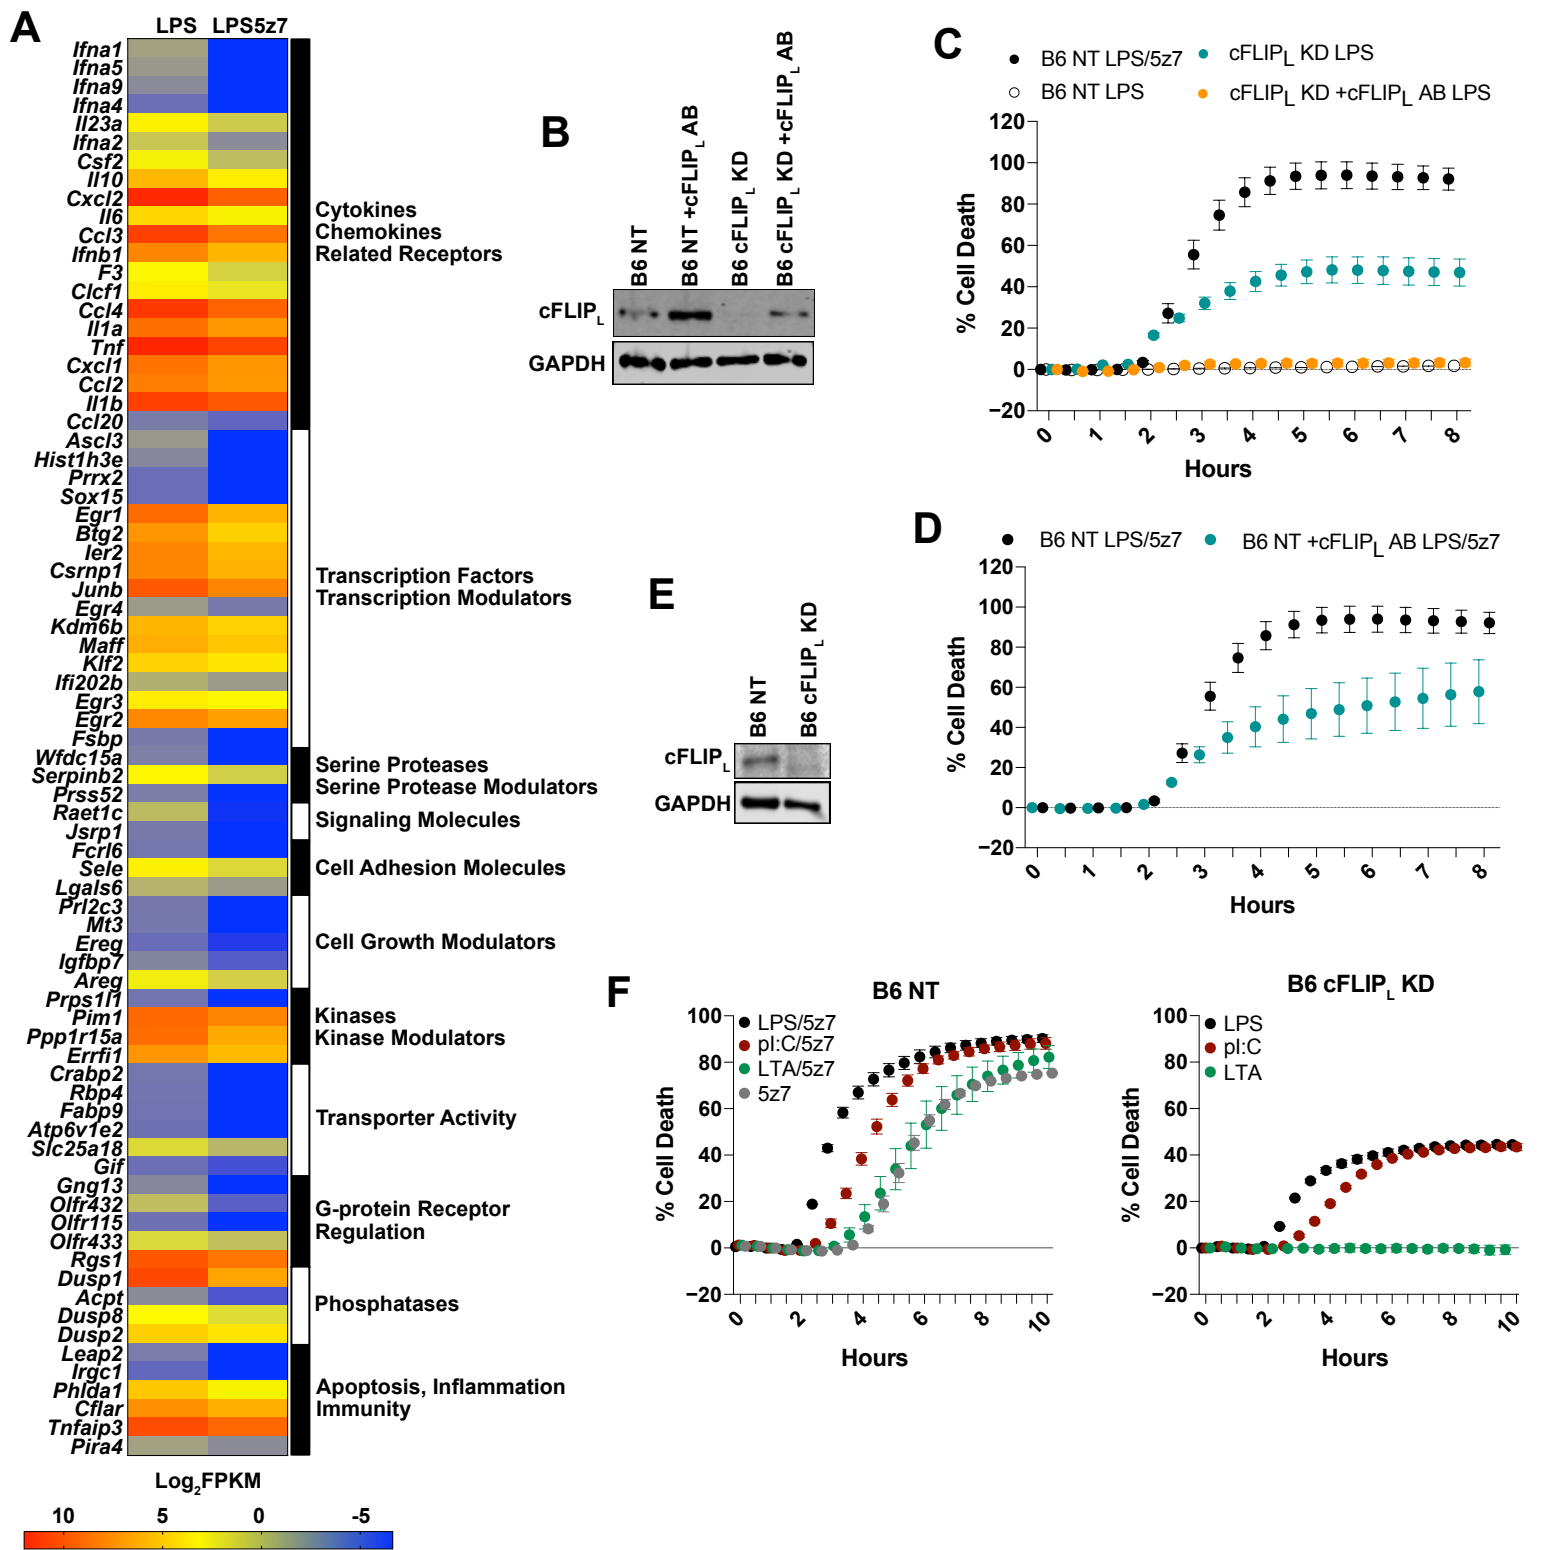 A
LPS LPS5z7
Ifna1
Ifna5
Ifna9
Ifna4
Il23a
Ifna2
Csf2
Il10
Cxcl2
Il6
Ccl3
Ifnb1
F3
Clcf1
Ccl4
Il1a
Tnf
Cxcl1
Ccl2
Il1b
Ccl20
Ascl3
Hist1h3e
Prrx2
Sox15
Egr1
Btg2
Ier2
Csrnp1
Junb
Egr4
Kdm6b
Maff
Klf2
Ifi202b
Egr3
Egr2
Fsbp
Wfdc15a
Serpinb2
Prss52
Raet1c
Jsrp1
Fcrl6
Sele
Lgals6
Prl2c3
Mt3
Ereg
Igfbp7
Areg
Prps1l1
Pim1
Ppp1r15a
Errfi1
Crabp2
Rbp4
Fabp9
Atp6v1e2
Slc25a18
Gif
Gng13
Olfr432
Olfr115
Olfr433
Rgs1
Dusp1
Acpt
Dusp8
Dusp2
Leap2
Irgc1
Phlda1
Cflar
Tnfaip3
Pira4
Cytokines
Chemokines
Related Receptors
Transcription Factors
Transcription Modulators
Serine Proteases
Serine Protease Modulators
Signaling Molecules
Cell Adhesion Molecules
Cell Growth Modulators
Kinases
Kinase Modulators
Transporter Activity
G-protein Receptor
Regulation
Phosphatases
Apoptosis, Inflammation
Immunity
Log2FPKM
10 5 0 -5
B
B6 NT
B6 NT +cFLIPL AB
B6 cFLIPL KD
B6 cFLIPL KD +cFLIPL AB
cFLIPL
GAPDH
C
B6 NT LPS/5z7
cFLIPL KD LPS
B6 NT LPS
cFLIPL KD +cFLIPL AB LPS
% Cell Death
120
100
80
60
40
20
0
−20
0 1 2 3 4 5 6 7 8
Hours
D
B6 NT LPS/5z7
B6 NT +cFLIPL AB LPS/5z7
% Cell Death
120
100
80
60
40
20
0
−20
0 1 2 3 4 5 6 7 8
Hours
E
B6 NT
B6 cFLIPL KD
cFLIPL
GAPDH
F
B6 NT
LPS/5z7
pI:C/5z7
LTA/5z7
5z7
% Cell Death
100
80
60
40
20
0
−20
0 2 4 6 8 10
Hours
B6 cFLIPL KD
LPS
pI:C
LTA
% Cell Death
100
80
60
40
20
0
−20
0 2 4 6 8 10
Hours